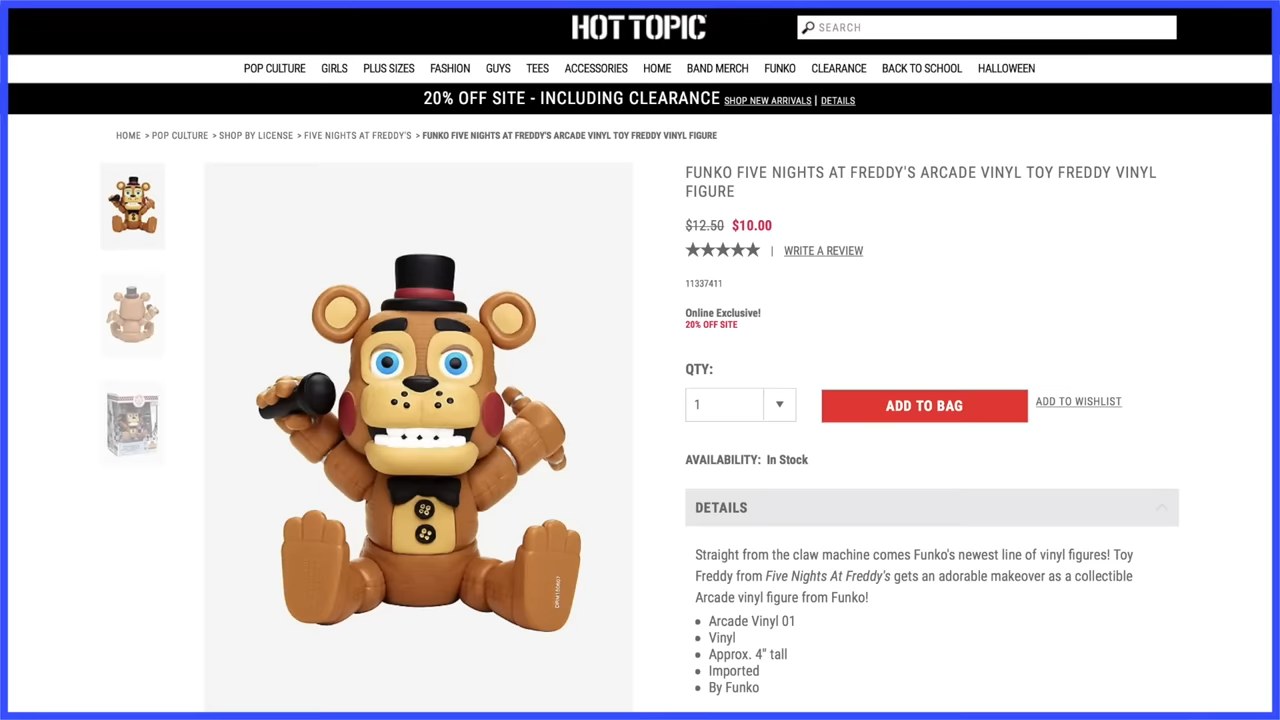 HOT TOPIC
SEARCH
POP CULTURE GIRLS PLUS SIZES FASHION GUYS TEES ACCESSORIES HOME BAND MERCH FUNKO CLEARANCE BACK TO SCHOOL HALLOWEEN
20% OFF SITE - INCLUDING CLEARANCE SHOP NEW ARRIVALS | DETAILS
HOME > POP CULTURE > SHOP BY LICENSE > FIVE NIGHTS AT FREDDY'S > FUNKO FIVE NIGHTS AT FREDDY'S ARCADE VINYL TOY FREDDY VINYL FIGURE
FUNKO FIVE NIGHTS AT FREDDY'S ARCADE VINYL TOY FREDDY VINYL
FIGURE
$12.50 $10.00
| WRITE A REVIEW
11337411
Online Exclusive!
20% OFF SITE
QTY:
1
ADD TO BAG
ADD TO WISHLIST
AVAILABILITY: In Stock
DETAILS
Straight from the claw machine comes Funko's newest line of vinyl figures! Toy
Freddy from Five Nights At Freddy's gets an adorable makeover as a collectible
Arcade vinyl figure from Funko!
Arcade Vinyl 01
Vinyl
Approx. 4" tall
Imported
By Funko